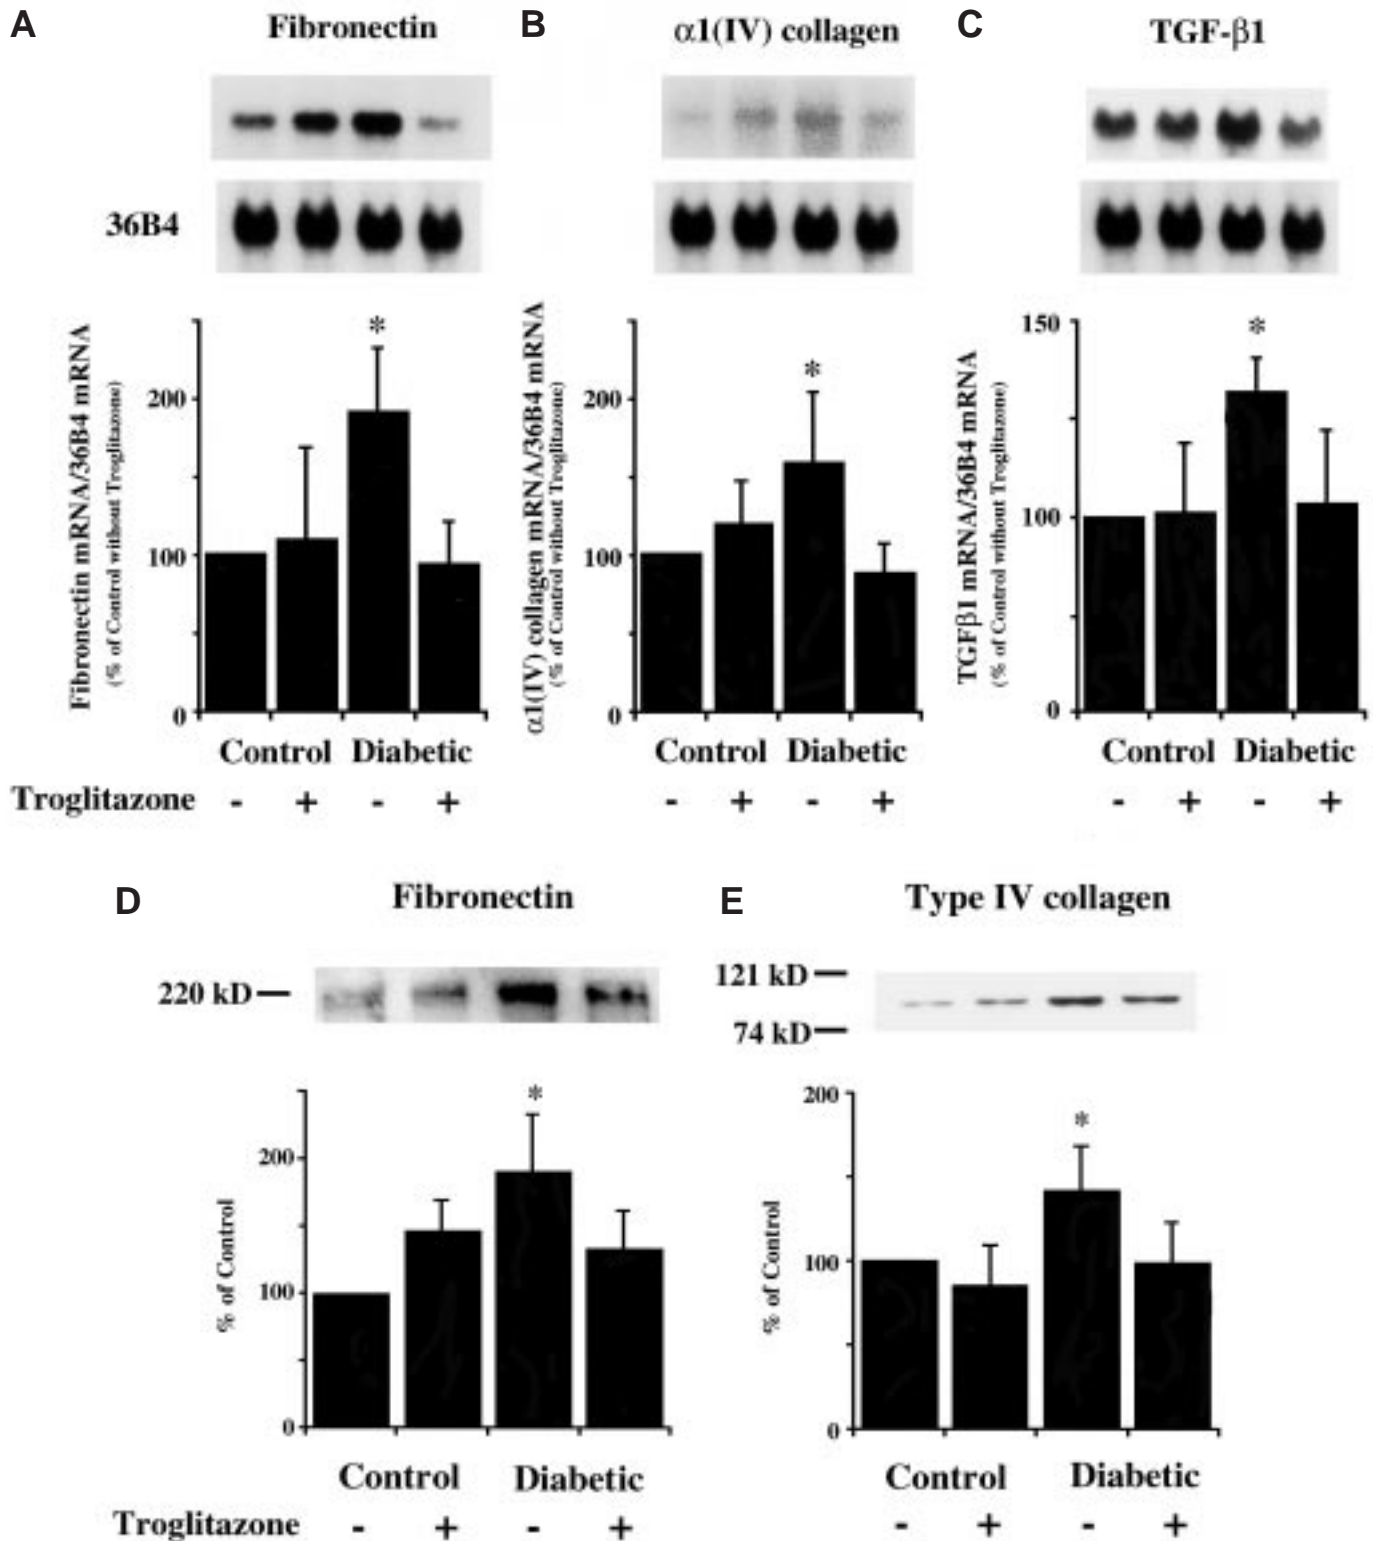 A Fibronectin B α1(IV) collagen C TGF-β1
36B4
Fibronectin mRNA/36B4 mRNA
(% of Control without Troglitazone)
*
200
100
0
α1(IV) collagen mRNA/36B4 mRNA
(% of Control without Troglitazone)
*
200
100
0
TGFβ1 mRNA/36B4 mRNA
(% of Control without Troglitazone)
*
150
100
0
Control Diabetic Control Diabetic Control Diabetic
Troglitazone - + - + - + - + - + - +
D Fibronectin E Type IV collagen
220 kD
121 kD
74 kD
% of Control
*
200
100
0
% of Control
*
200
100
0
Control Diabetic Control Diabetic
Troglitazone - + - + - + - +